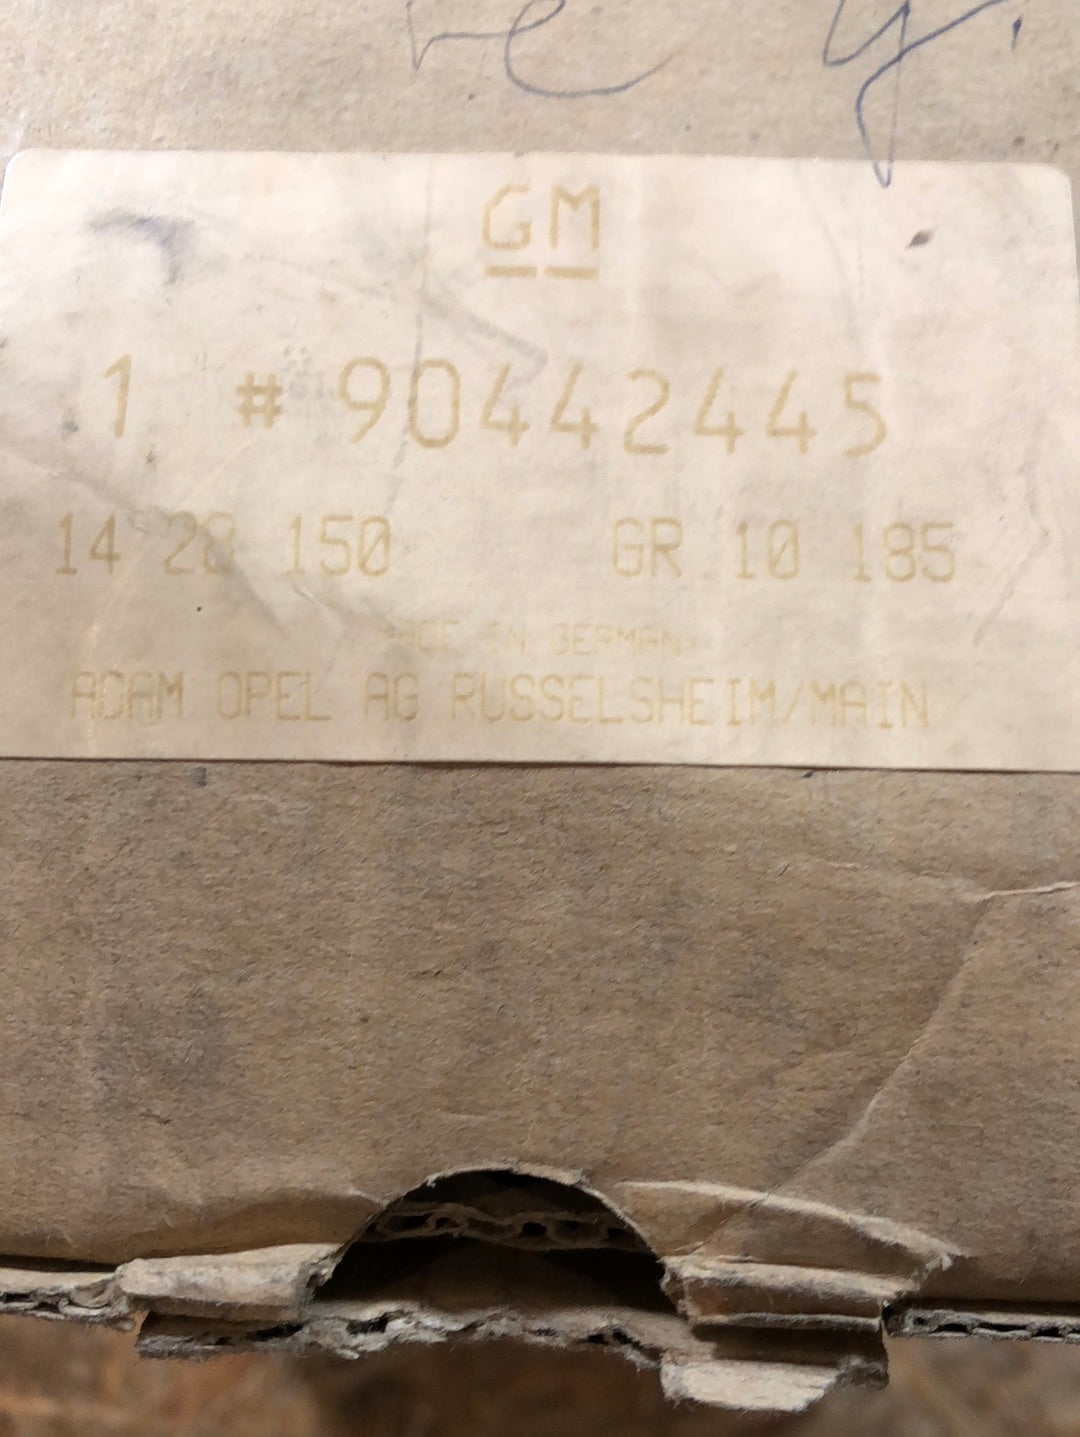 GM
1 # 90442445
14 28 150 GR 10 185
MADE IN GERMANY
ADAM OPEL AG RUSSELSHEIM/MAIN